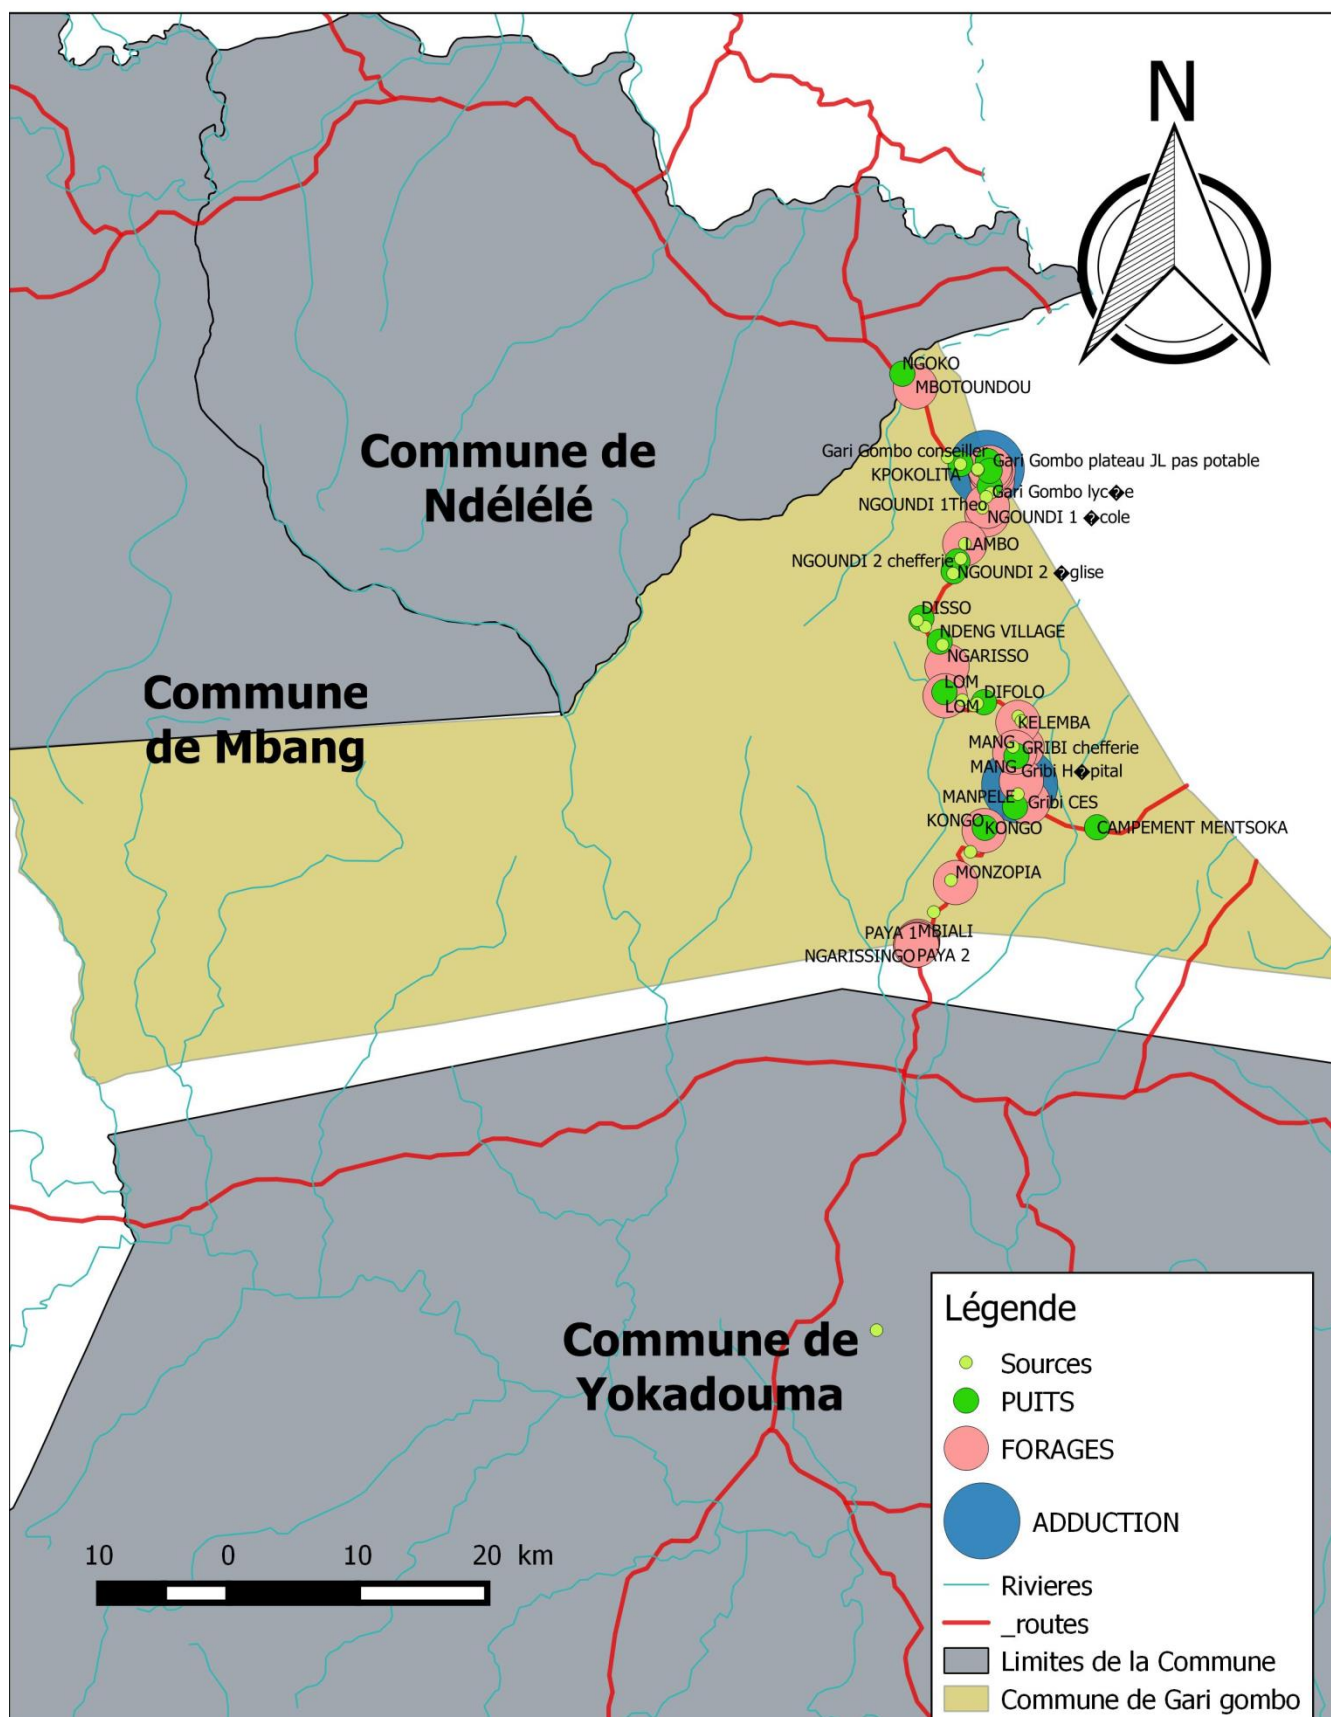 N
NGOKO
MBOTOUNDOU
Commune de
Ndélélé
Gari Gombo conseiller
Gari Gombo plateau JL pas potable
KPOKOLITA
Gari Gombo lyc�e
NGOUNDI 1Theo
NGOUNDI 1 �cole
LAMBO
NGOUNDI 2 chefferie
NGOUNDI 2 �glise
DISSO
NDENG VILLAGE
NGARISSO
Commune
de Mbang
LOM
DIFOLO
LOM
KELEMBA
MANG
GRIBI chefferie
MANG
Gribi H�pital
MANPELE
Gribi CES
KONGO
KONGO
CAMPEMENT MENTSOKA
MONZOPIA
PAYA 1
MBIALI
NGARISSINGO
PAYA 2
Commune de
Yokadouma
Légende
Sources
PUITS
FORAGES
ADDUCTION
Rivieres
_routes
Limites de la Commune
Commune de Gari gombo
10 0 10 20 km